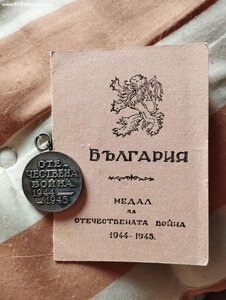 ОТЕ
ЧЕСТВЕНА
ВОЙНА
1944
1945
БЪЛГАРИЯ
МЕДАЛ
ЗА
ОТЕЧЕСТВЕНАТА ВОЙНА
1944-1945.